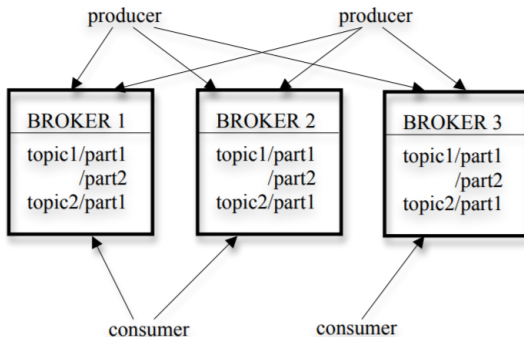 producer producer
BROKER 1
topic1/part1
/part2
topic2/part1
BROKER 2
topic1/part1
/part2
topic2/part1
BROKER 3
topic1/part1
/part2
topic2/part1
consumer consumer